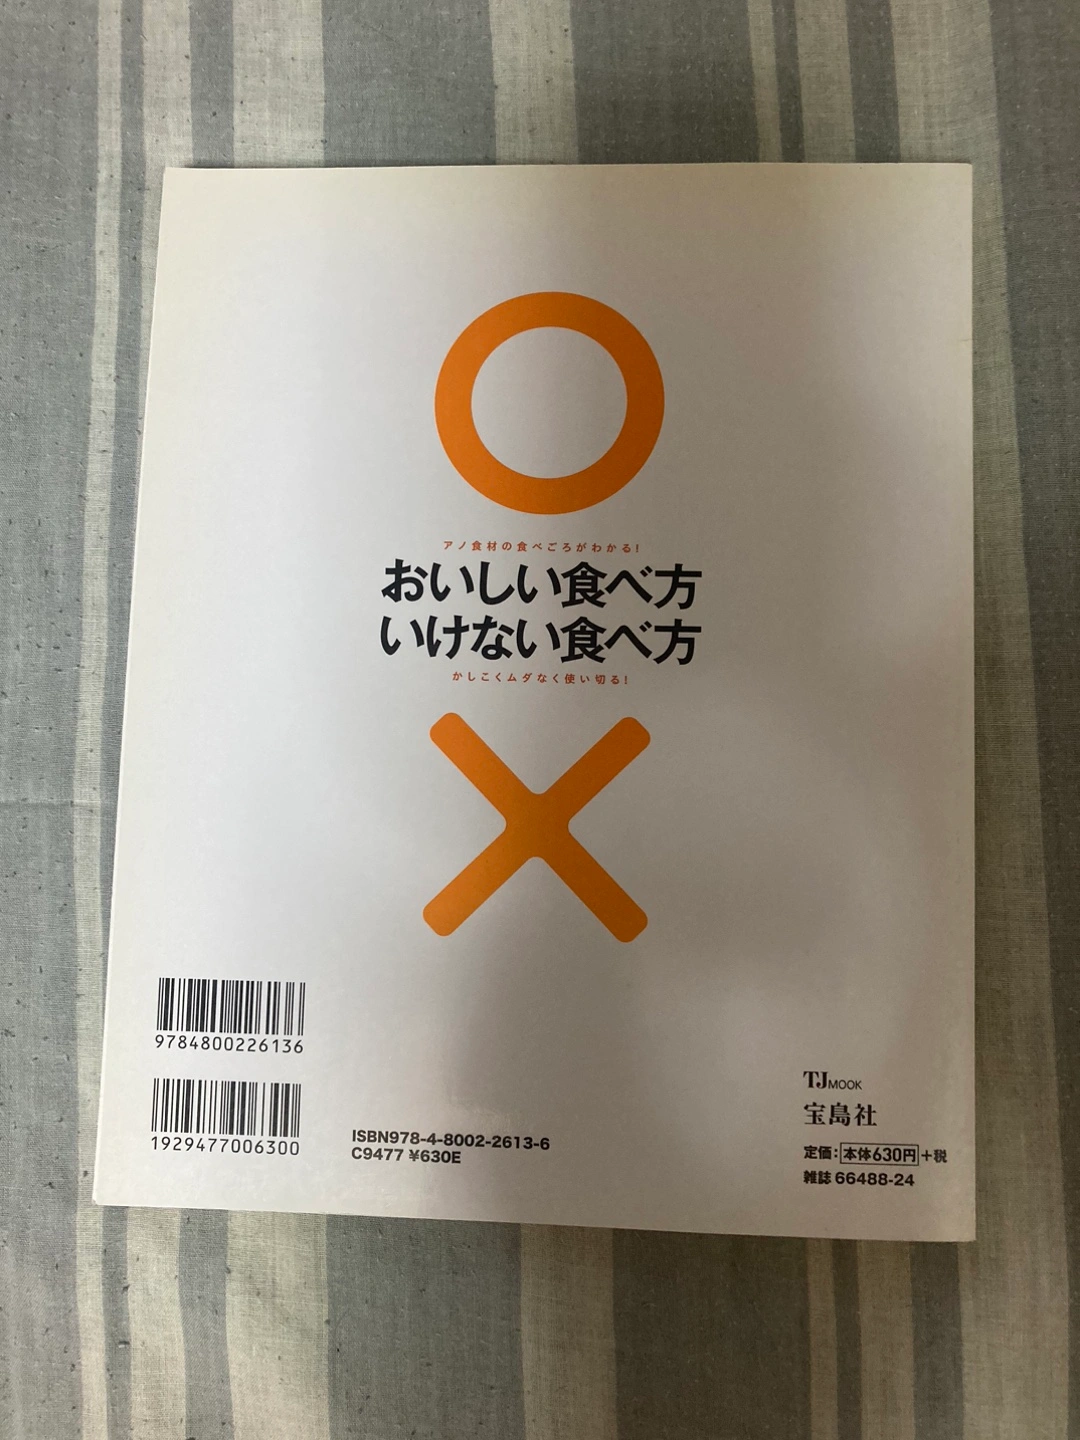 アノ食材の食べごろがわかる!
おいしい食べ方
いけない食べ方
かしこくムダなく使い切る!
9784800226136
1929477006300
ISBN978-4-8002-2613-6
C9477 ¥630E
TJMOOK
宝島社
定価:本体630円+税
雑誌 66488-24